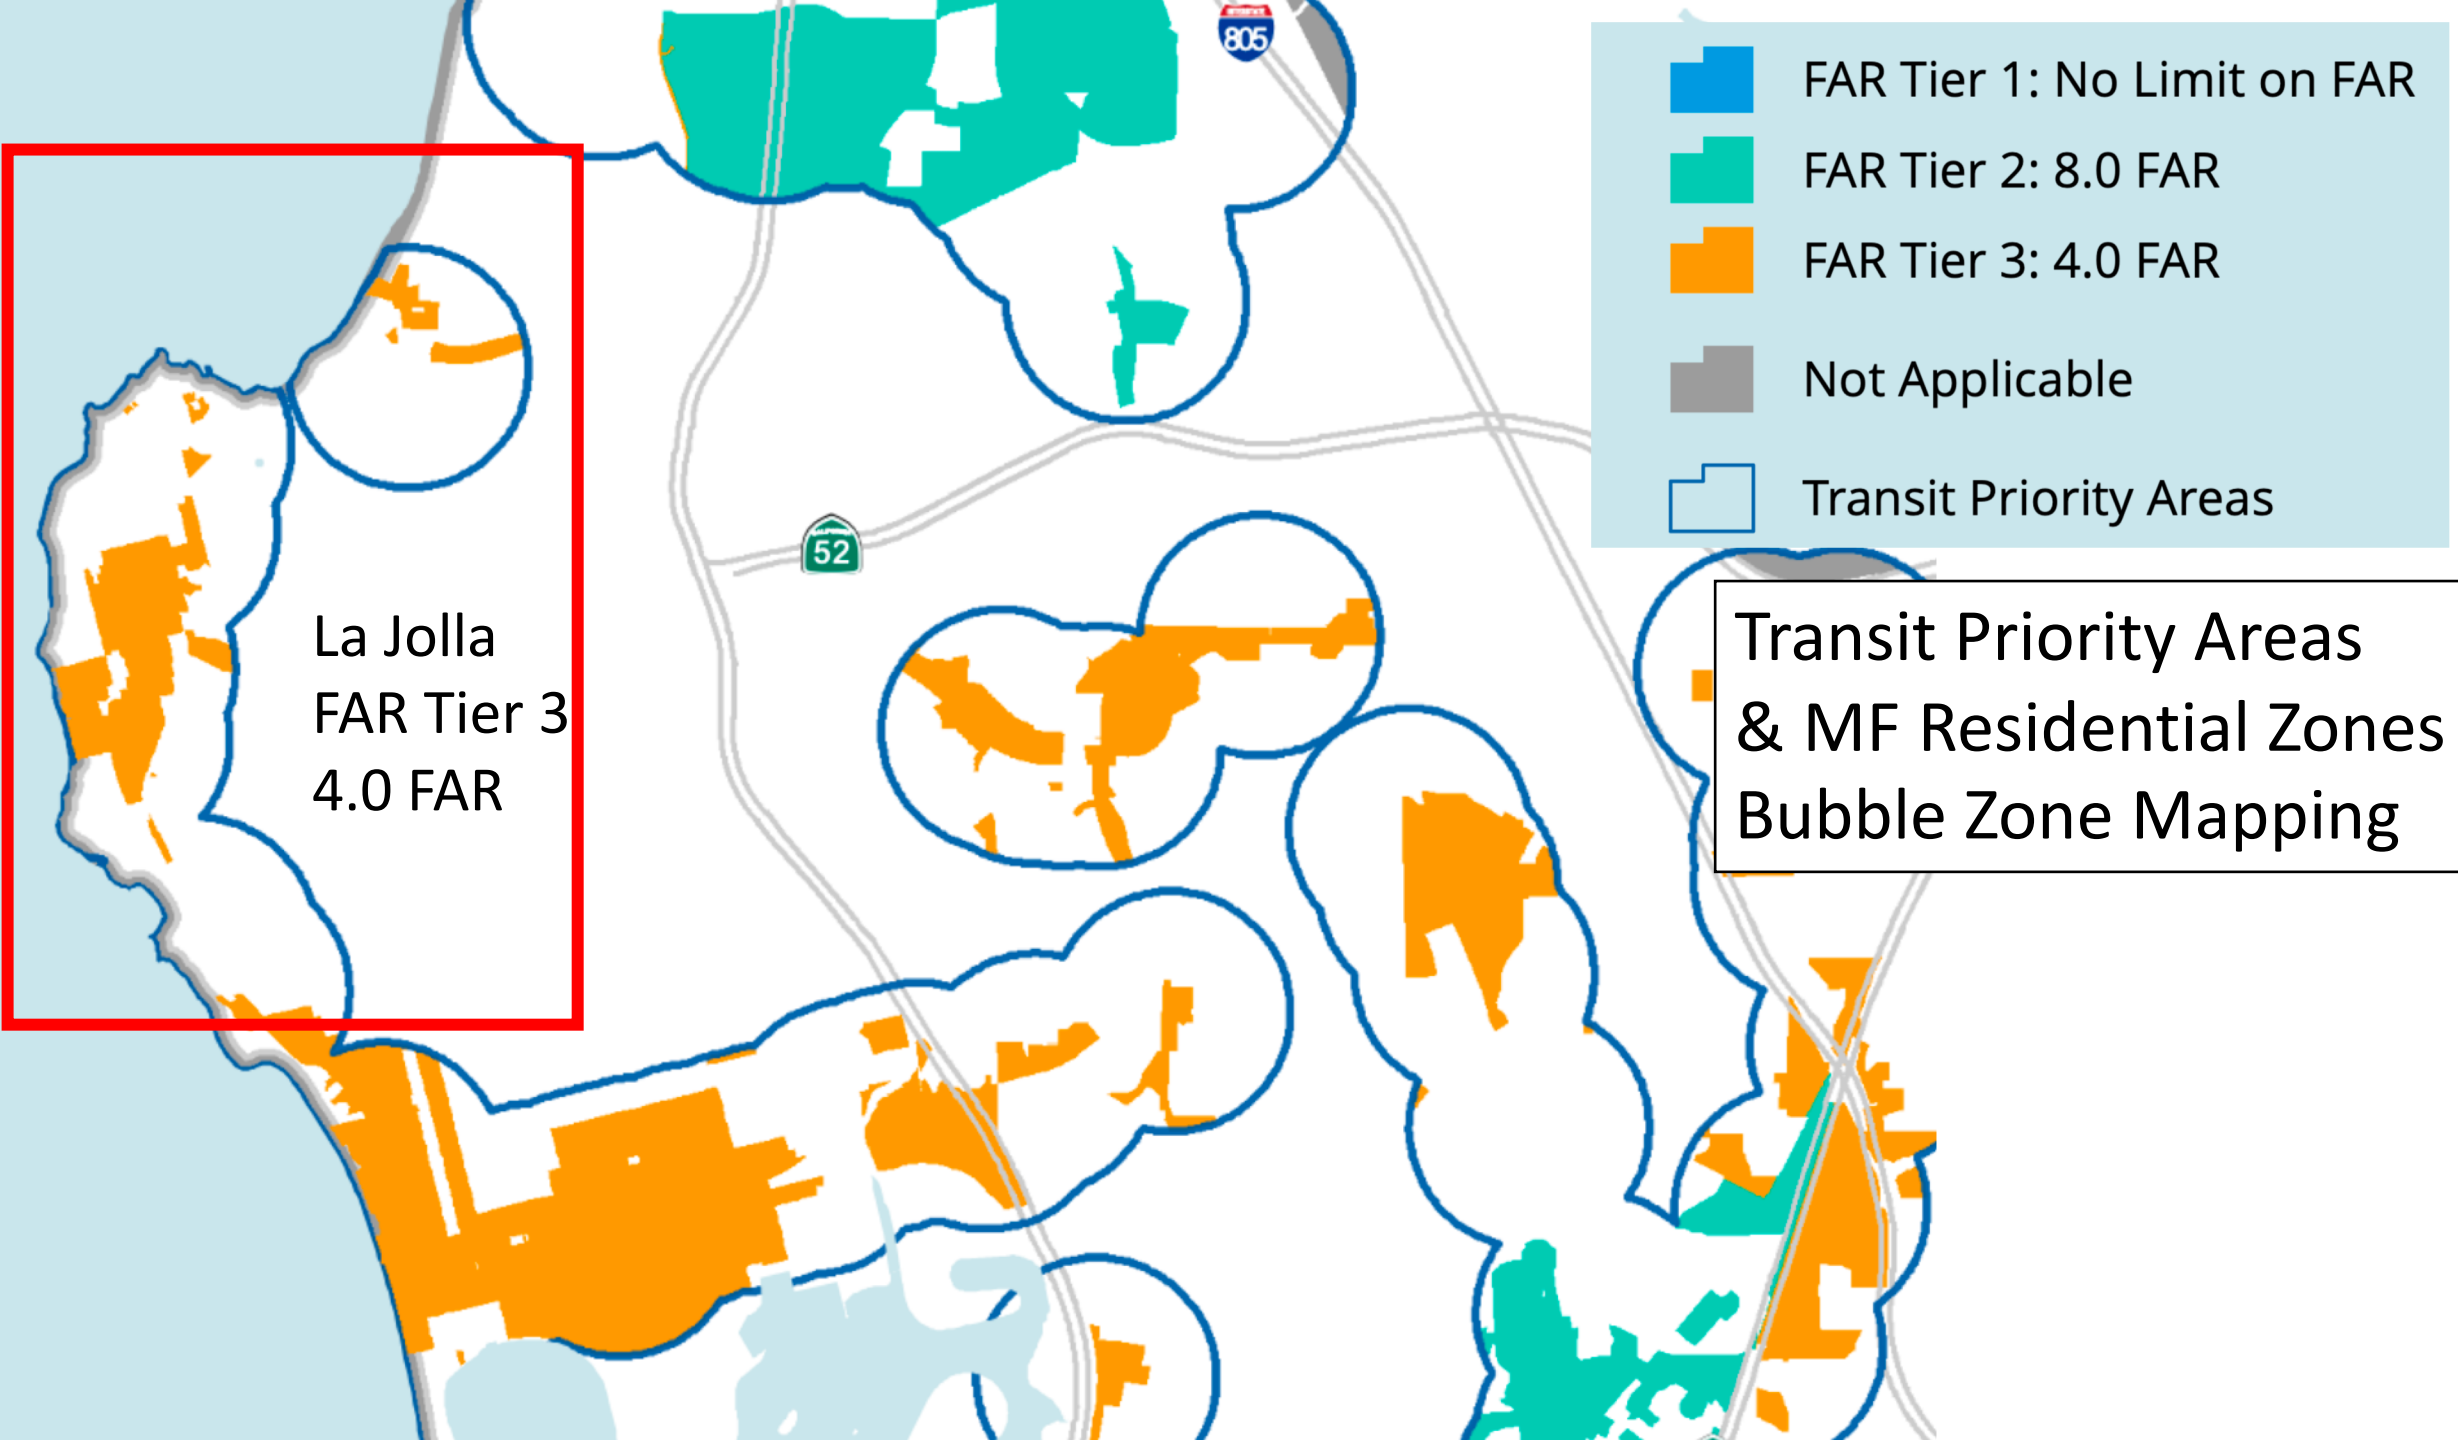 805
FAR Tier 1: No Limit on FAR
FAR Tier 2: 8.0 FAR
FAR Tier 3: 4.0 FAR
Not Applicable
Transit Priority Areas
52
La Jolla
FAR Tier 3
4.0 FAR
Transit Priority Areas
& MF Residential Zones
Bubble Zone Mapping